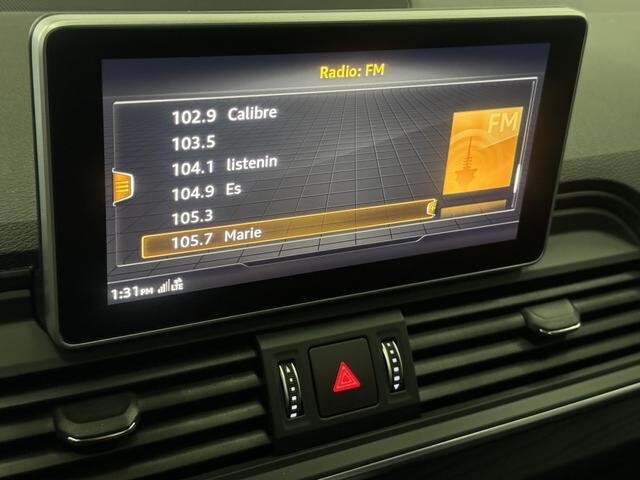 Radio: FM
102.9 Calibre
103.5
104.1 listenin
104.9 Es
105.3
105.7 Marie
FM
1:31PM LTE